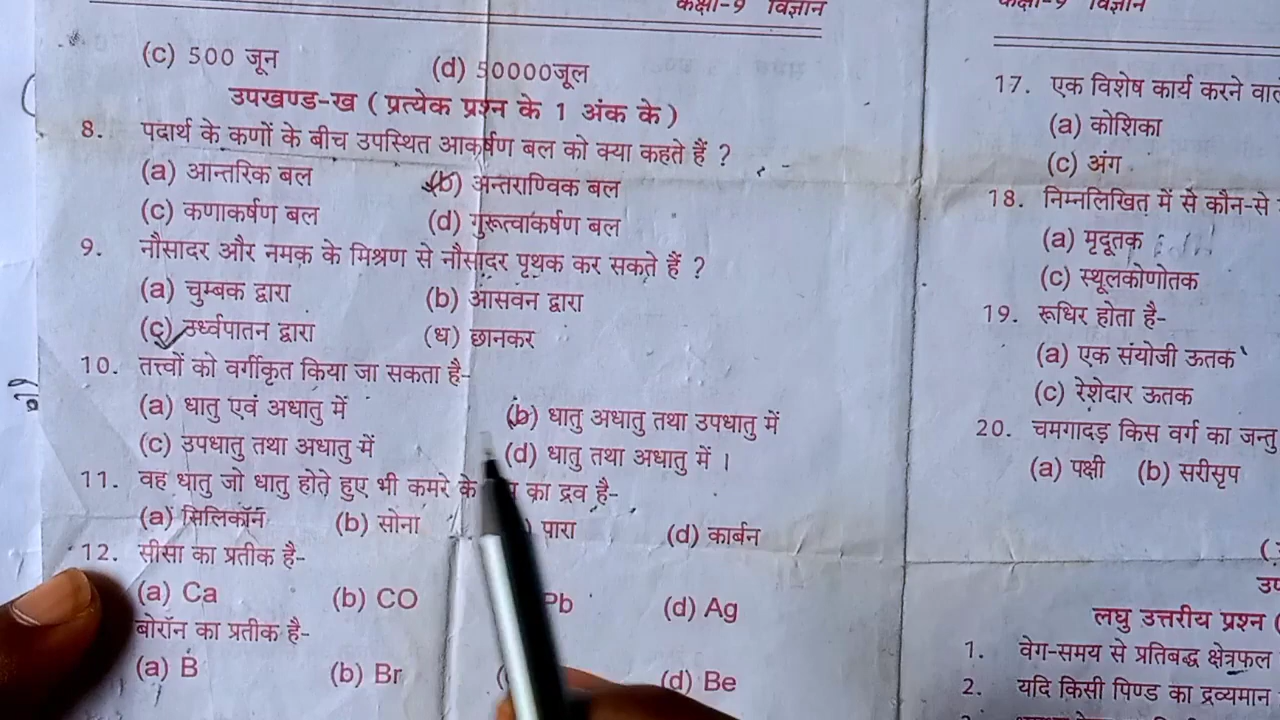 कक्षा-9 विज्ञान
(c) 500 जून
(d) 50000जूल
उपखण्ड-ख ( प्रत्येक प्रश्न के 1 अंक के )
8. पदार्थ के कणों के बीच उपस्थित आकर्षण बल को क्या कहते हैं ?
(a) आन्तरिक बल
(b) अन्तराण्विक बल
(c) कणाकर्षण बल
(d) गुरूत्वाकर्षण बल
9. नौसादर और नमक के मिश्रण से नौसादर पृथक कर सकते हैं ?
(a) चुम्बक द्वारा
(b) आसवन द्वारा
(c) उर्ध्वपातन द्वारा
(ध) छानकर
10. तत्त्वों को वर्गीकृत किया जा सकता है-
(a) धातु एवं अधातु में
(b) धातु अधातु तथा उपधातु में
(c) उपधातु तथा अधातु में
(d) धातु तथा अधातु में ।
11. वह धातु जो धातु होते हुए भी कमरे के का द्रव है-
(a) सिलिकॉन
(b) सोना
पारा
(d) कार्बन
12. सीसा का प्रतीक है-
(a) Ca
(b) CO
Pb
(d) Ag
बोरॉन का प्रतीक है-
(a) B
(b) Br
(d) Be
कक्षा-9 विज्ञान
17. एक विशेष कार्य करने
(a) कोशिका
(c) अंग
18. निम्नलिखित में से कौन-से
(a) मृदूतक
(c) स्थूलकोणोतक
19. रूधिर होता है-
(a) एक संयोजी ऊतक
(c) रेशेदार ऊतक
20. चमगादड़ किस वर्ग का जन्तु
(a) पक्षी (b) सरीसृप
लघु उत्तरीय प्रश्न
1. वेग-समय से प्रतिबद्ध क्षेत्रफल
2. यदि किसी पिण्ड का द्रव्यमान